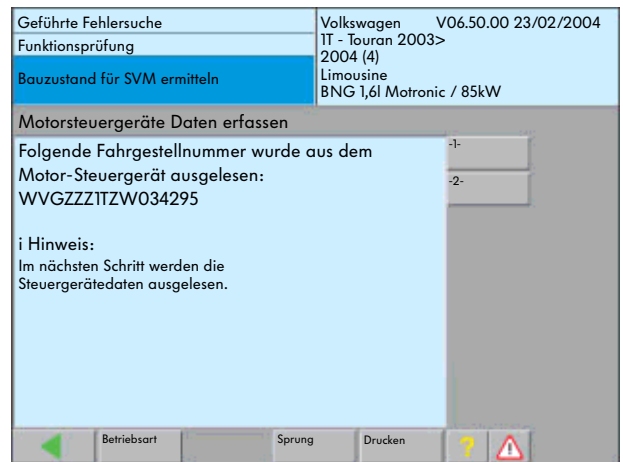 Geführte Fehlersuche
Funktionsprüfung
Bauzustand für SVM ermitteln
Volkswagen V06.50.00 23/02/2004
1T - Touran 2003>
2004 (4)
Limousine
BNG 1,6l Motronic / 85kW
Motorsteuergeräte Daten erfassen
Folgende Fahrgestellnummer wurde aus dem
Motor-Steuergerät ausgelesen:
WVGZZZ1TZW034295
i Hinweis:
Im nächsten Schritt werden die
Steuergerätedaten ausgelesen.
-1-
-2-
Betriebsart Sprung Drucken ?